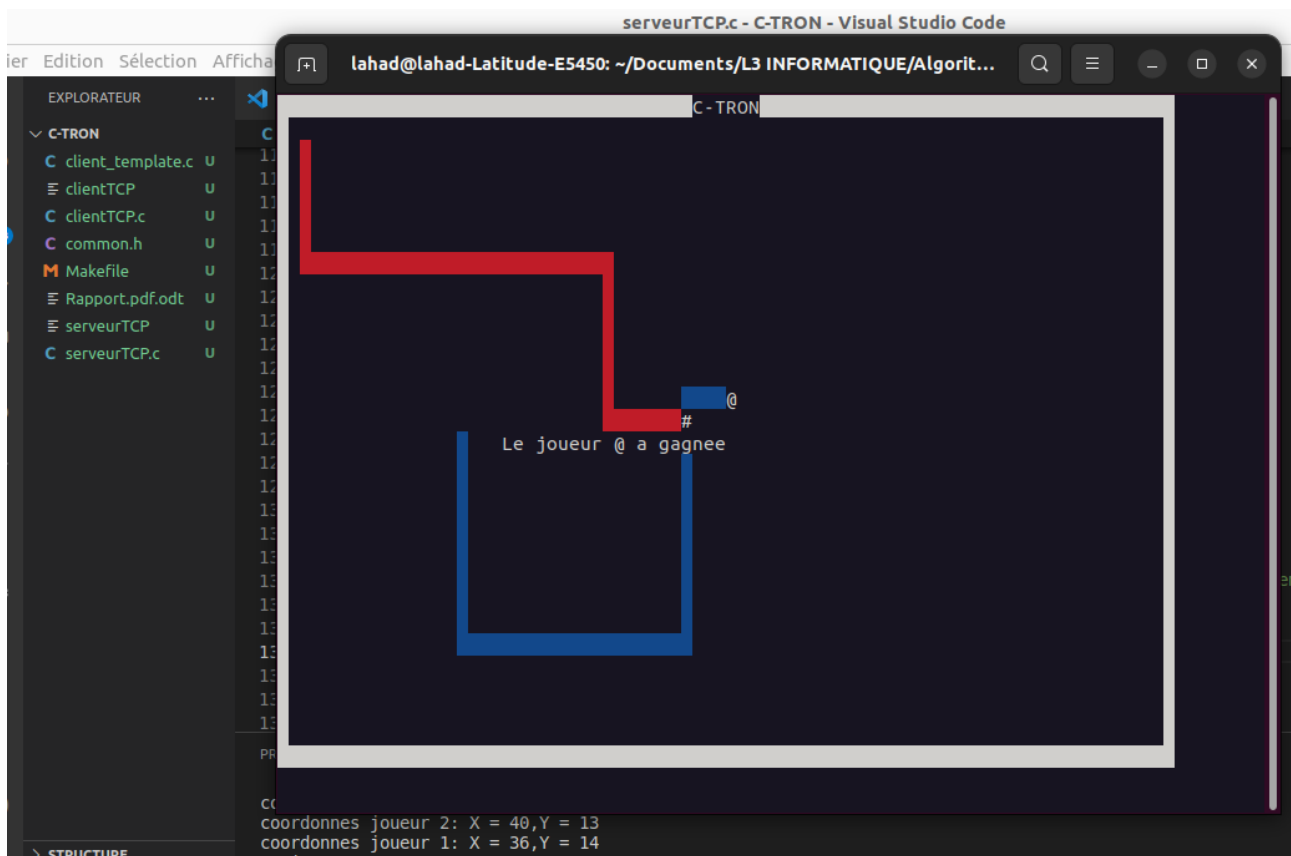 serveurTCP.c - C-TRON - Visual Studio Code
ier Edition Sélection Afficha
lahad@lahad-Latitude-E5450: ~/Documents/L3 INFORMATIQUE/Algorit...
EXPLORATEUR ...
C-TRON
C-TRON
C client_template.c U
clientTCP U
C clientTCP.c U
C common.h U
M Makefile U
Rapport.pdf.odt U
serveurTCP U
C serveurTCP.c U
@
#
Le joueur @ a gagnee
coordonnes joueur 2: X = 40,Y = 13
coordonnes joueur 1: X = 36,Y = 14
STRUCTURE